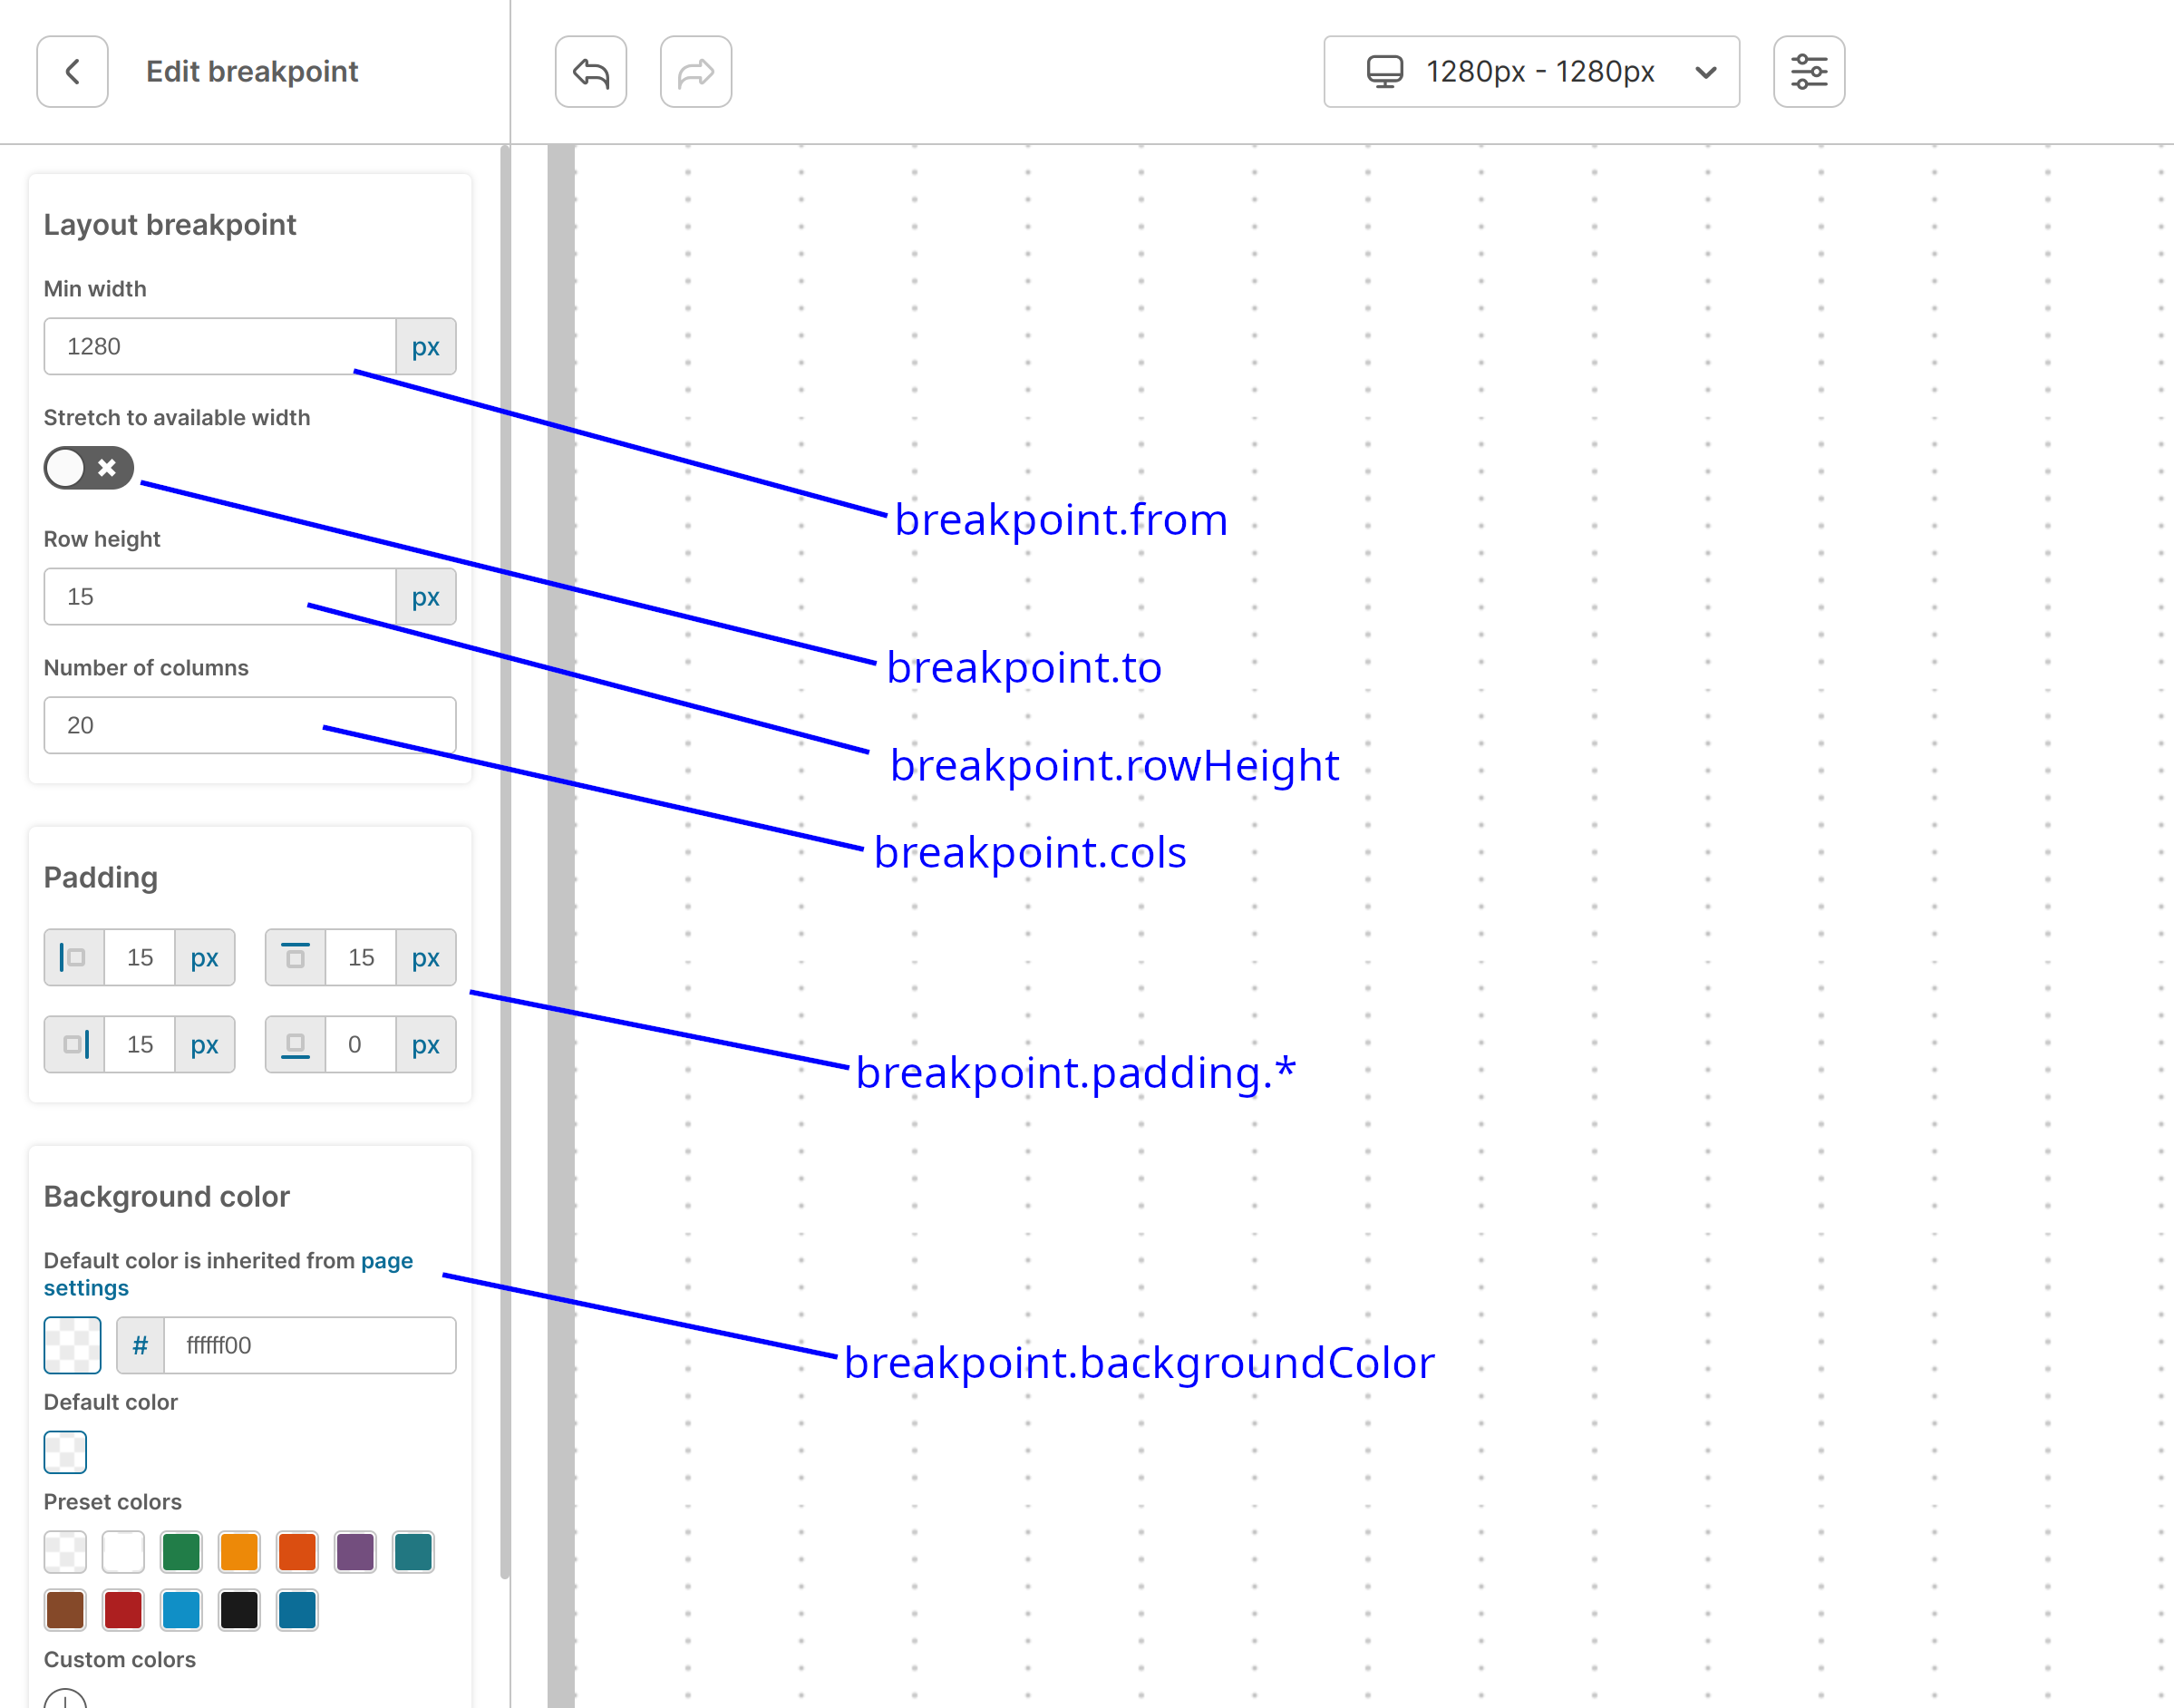 Edit breakpoint
1280px - 1280px
Layout breakpoint
Min width
1280 px
Stretch to available width
breakpoint.from
Row height
15 px
breakpoint.to
Number of columns
20
breakpoint.rowHeight
breakpoint.cols
Padding
15 px 15 px
15 px 0 px
breakpoint.padding.*
Background color
Default color is inherited from page
settings
# ffffff00
breakpoint.backgroundColor
Default color
Preset colors
Custom colors